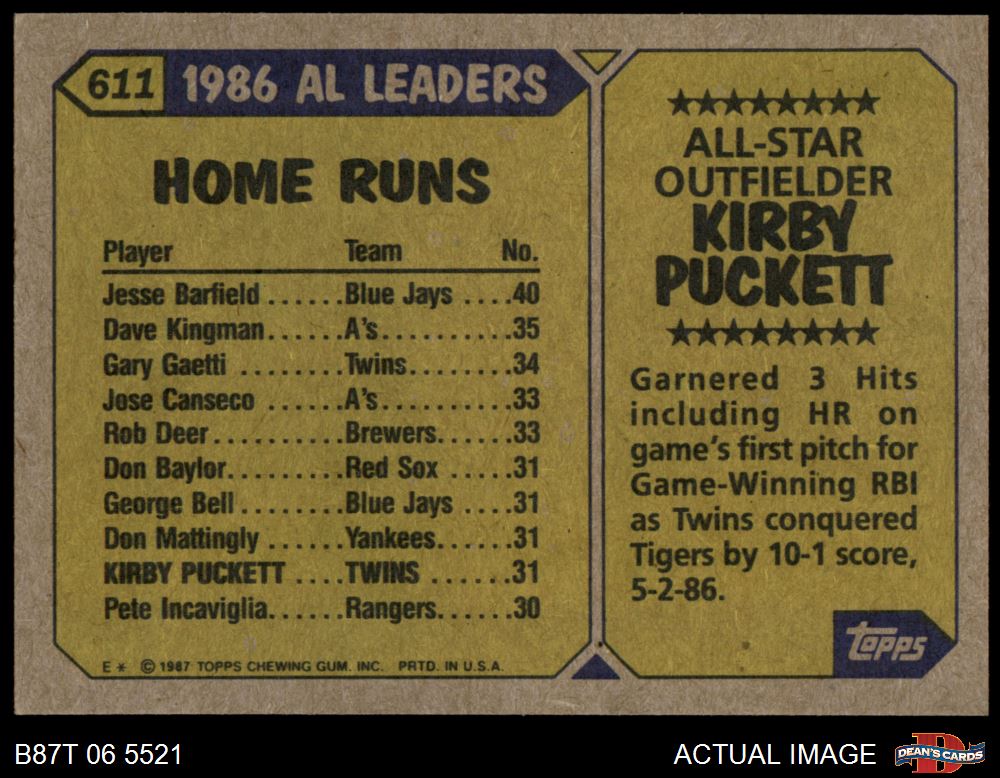 611 1986 AL LEADERS
HOME RUNS
Player Team No.
Jesse Barfield ......Blue Jays ....40
Dave Kingman......A's..........35
Gary Gaetti ........Twins........34
Jose Canseco ......A's..........33
Rob Deer..........Brewers......33
Don Baylor.........Red Sox .....31
George Bell ........Blue Jays ....31
Don Mattingly ......Yankees......31
KIRBY PUCKETT ....TWINS .......31
Pete Incaviglia......Rangers......30
E * © 1987 TOPPS CHEWING GUM. INC. PRTD. IN U.S.A.
★★★★★★★★
ALL-STAR
OUTFIELDER
KIRBY
PUCKETT
★★★★★★★★
Garnered 3 Hits
including HR on
game's first pitch for
Game-Winning RBI
as Twins conquered
Tigers by 10-1 score,
5-2-86.
Topps
B87T 06 5521
ACTUAL IMAGE
D
DEAN'S CARDS